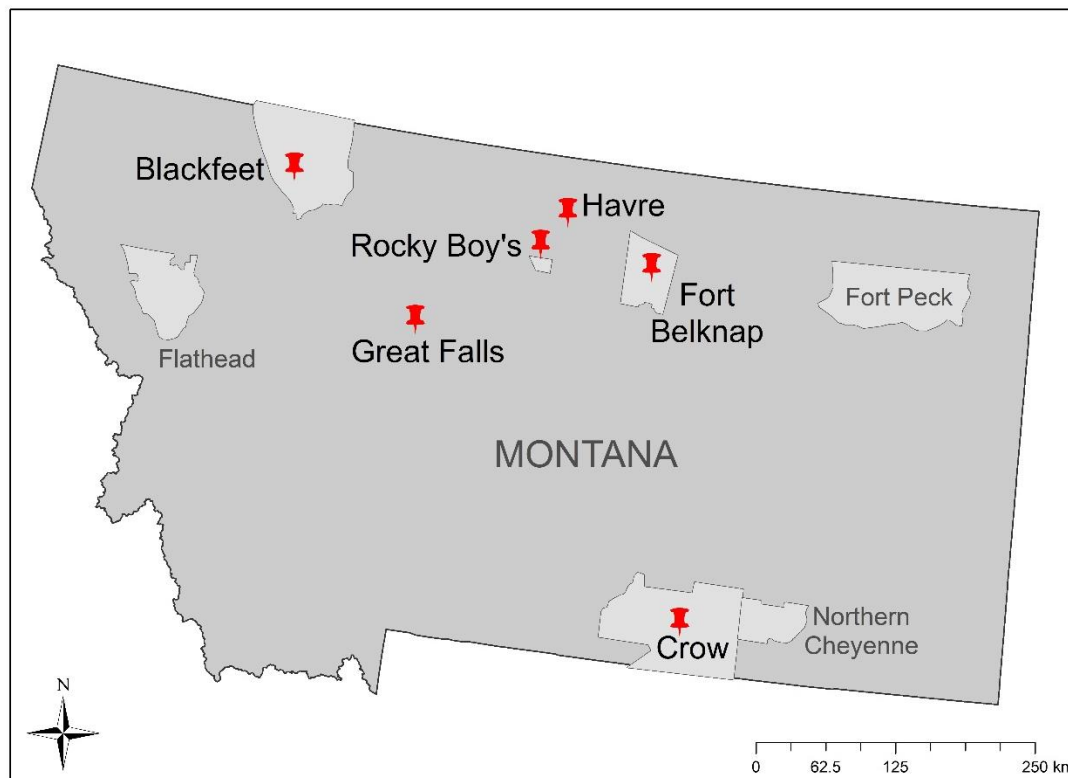 Blackfeet
Havre
Rocky Boy's
Fort
Belknap
Fort Peck
Great Falls
Flathead
MONTANA
Northern
Cheyenne
Crow
N
0 62.5 125 250 km